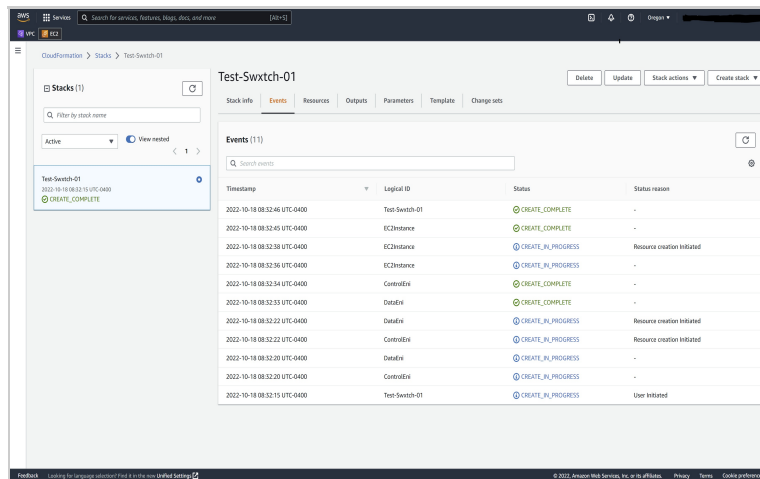 aws Services Search for services, features, blogs, docs, and more [Alt+S] Oregon ▼
VPC EC2
CloudFormation > Stacks > Test-Swxtch-01
Stacks (1)
Filter by stack name
Active ▼ View nested
< 1 >
Test-Swxtch-01
2022-10-18 08:32:15 UTC-0400
CREATE_COMPLETE
Test-Swxtch-01
Delete Update Stack actions ▼ Create stack ▼
Stack info Events Resources Outputs Parameters Template Change sets
Events (11)
Search events
Timestamp Logical ID Status Status reason
2022-10-18 08:32:46 UTC-0400 Test-Swxtch-01 CREATE_COMPLETE -
2022-10-18 08:32:45 UTC-0400 EC2Instance CREATE_COMPLETE -
2022-10-18 08:32:38 UTC-0400 EC2Instance CREATE_IN_PROGRESS Resource creation Initiated
2022-10-18 08:32:36 UTC-0400 EC2Instance CREATE_IN_PROGRESS -
2022-10-18 08:32:34 UTC-0400 ControlEni CREATE_COMPLETE -
2022-10-18 08:32:33 UTC-0400 DataEni CREATE_COMPLETE -
2022-10-18 08:32:22 UTC-0400 DataEni CREATE_IN_PROGRESS Resource creation Initiated
2022-10-18 08:32:22 UTC-0400 ControlEni CREATE_IN_PROGRESS Resource creation Initiated
2022-10-18 08:32:20 UTC-0400 DataEni CREATE_IN_PROGRESS -
2022-10-18 08:32:20 UTC-0400 ControlEni CREATE_IN_PROGRESS -
2022-10-18 08:32:15 UTC-0400 Test-Swxtch-01 CREATE_IN_PROGRESS User Initiated
Feedback Looking for language selection? Find it in the new Unified Settings © 2022, Amazon Web Services, Inc. or its affiliates. Privacy Terms Cookie preferenc